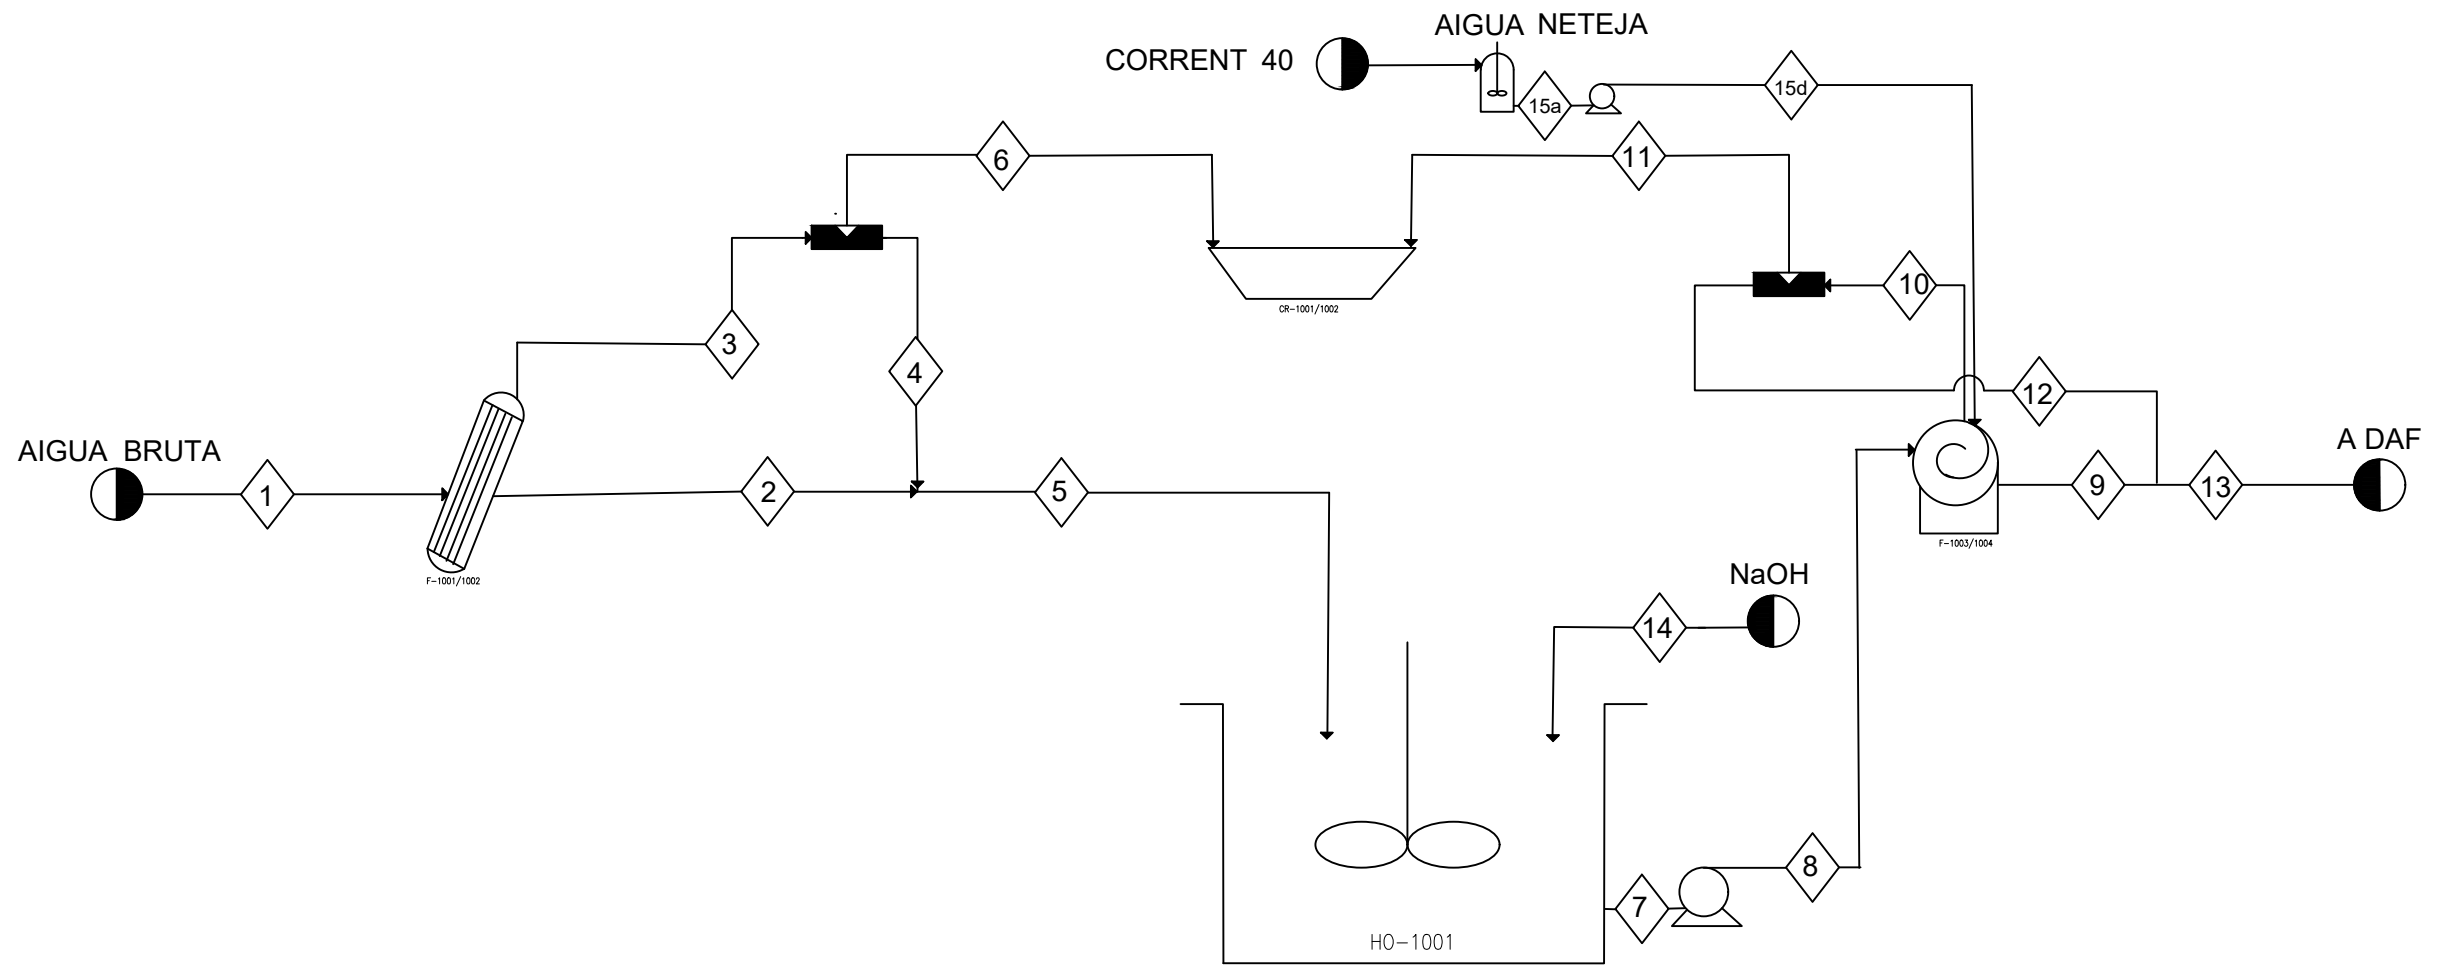 AIGUA NETEJA
CORRENT 40
15d
15a
6
11
10
CR-1001/1002
3
4
12
AIGUA BRUTA
A DAF
1
2
5
9
13
F-1003/1004
F-1001/1002
NaOH
14
8
7
HO-1001